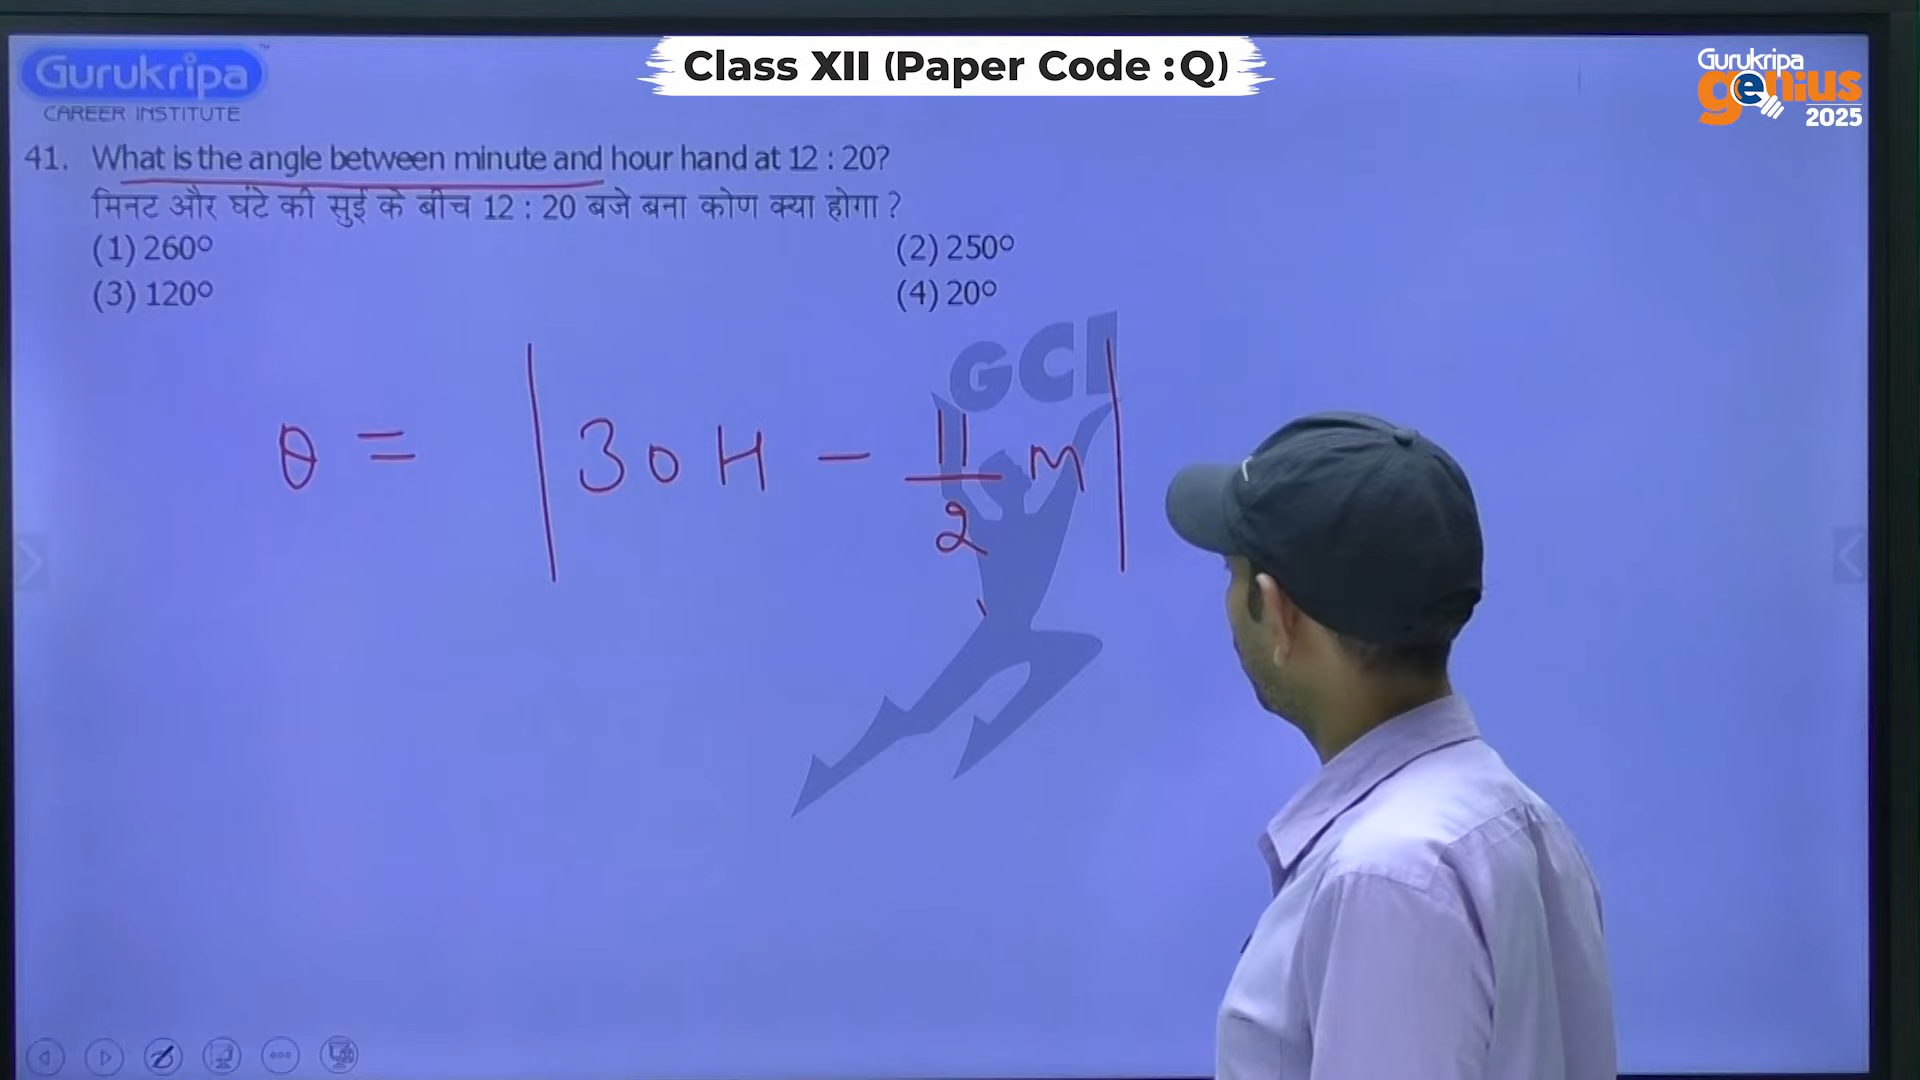 Class XII (Paper Code : Q)
Gurukripa
CAREER INSTITUTE
Gurukripa
genius
2025
41. What is the angle between minute and hour hand at 12 : 20?
मिनट और घंटे की सुई के बीच 12 : 20 बजे बना कोण क्या होगा ?
(1) 260° (2) 250°
(3) 120° (4) 20°
GCI
θ = | 30 H − 11/2 M |